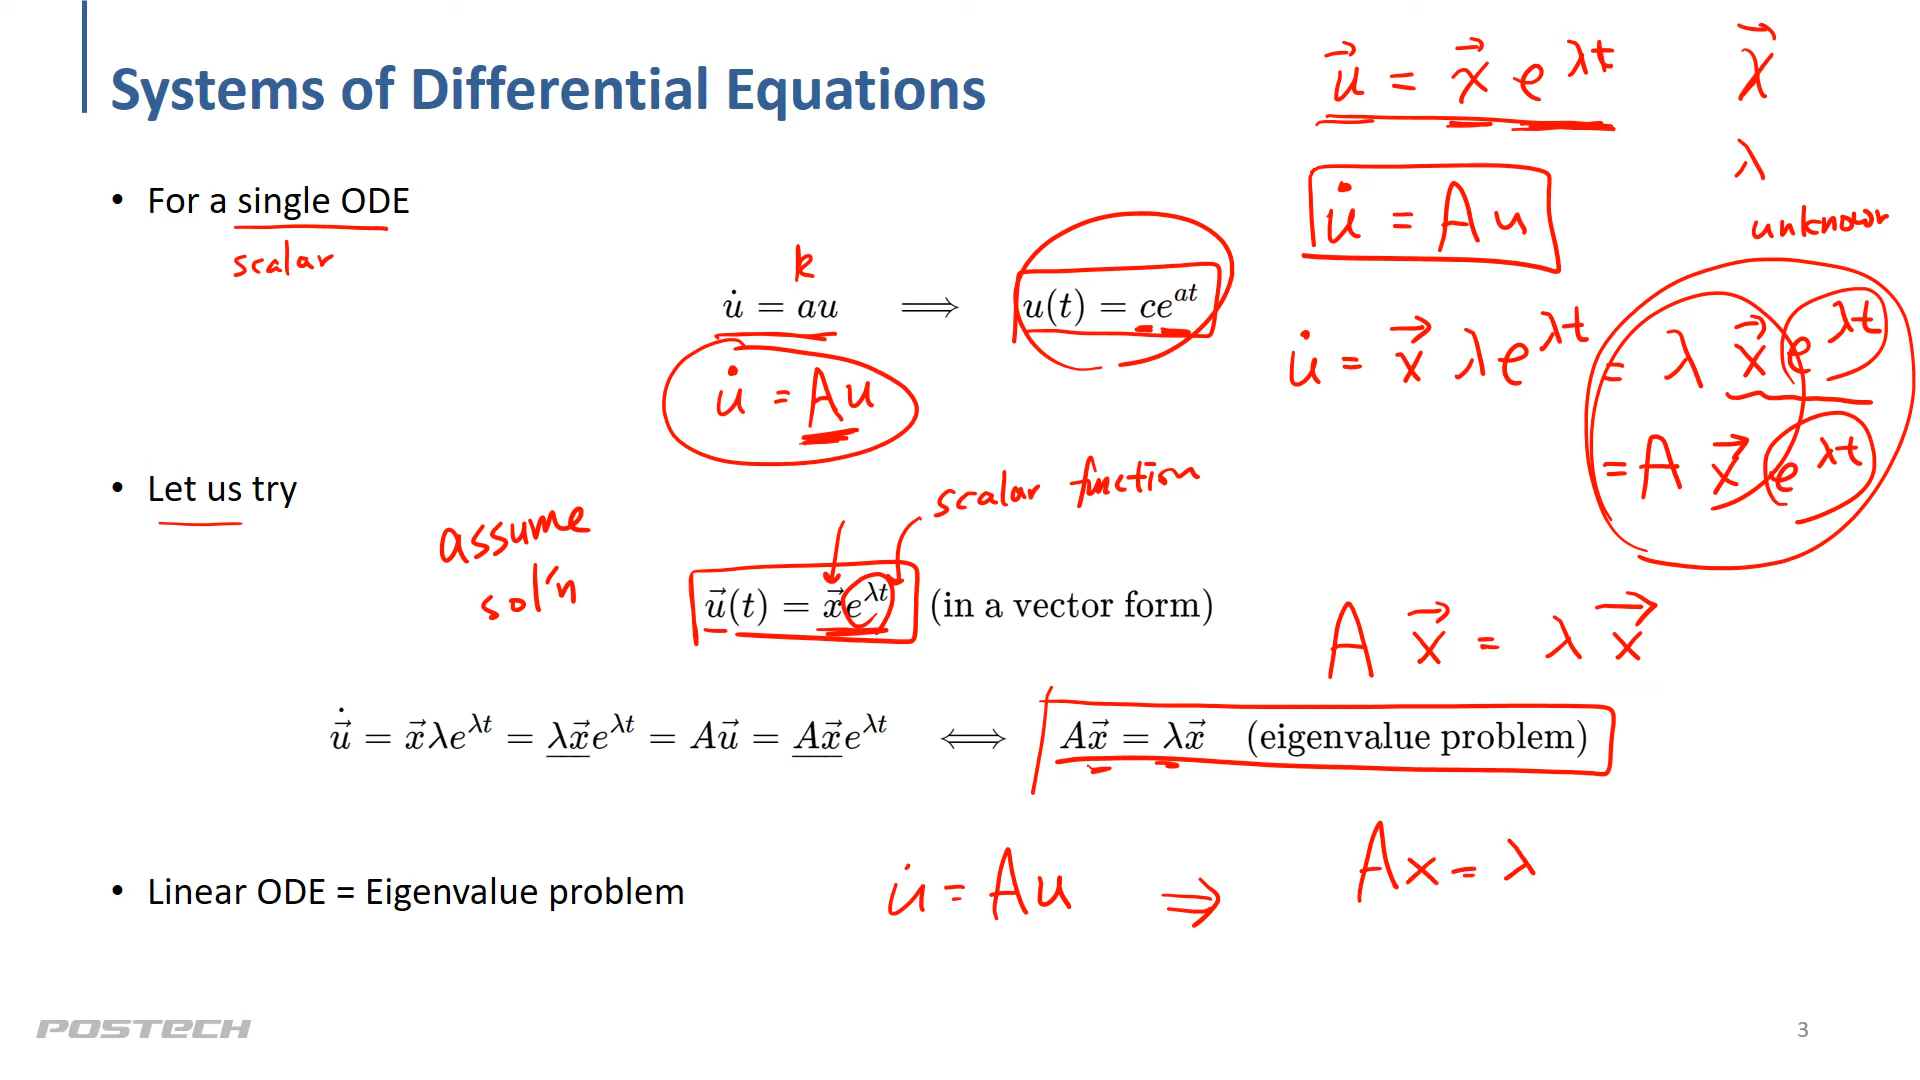 Systems of Differential Equations
u⃗ = x⃗ e^{λt}
x⃗
λ
unknown
• For a single ODE
scalar
u̇ = Au
k
u̇ = au ⟹ u(t) = ce^{at}
u̇ = Au
u̇ = x⃗ λe^{λt} = λ x⃗ e^{λt}
= A x⃗ e^{λt}
• Let us try
assume
sol'n
scalar function
u⃗(t) = x⃗e^{λt} (in a vector form)
A x⃗ = λ x⃗
u⃗̇ = x⃗λe^{λt} = λx⃗e^{λt} = Au⃗ = Ax⃗e^{λt} ⟺ Ax⃗ = λx⃗ (eigenvalue problem)
• Linear ODE = Eigenvalue problem
u̇ = Au ⇒ Ax = λ
POSTECH
3